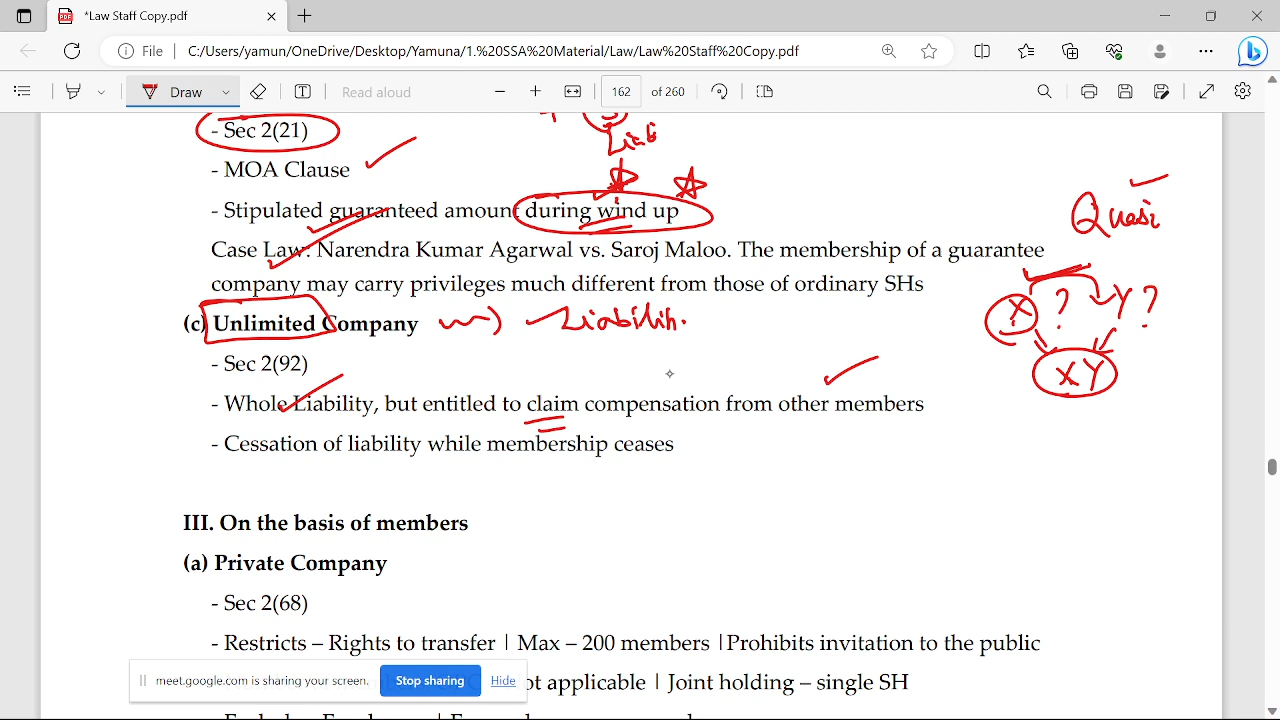 *Law Staff Copy.pdf
File C:/Users/yamun/OneDrive/Desktop/Yamuna/1.%20SSA%20Material/Law/Law%20Staff%20Copy.pdf
Draw Read aloud 162 of 260
- Sec 2(21)
Liab
- MOA Clause
- Stipulated guaranteed amount during wind up
Quasi
Case Law: Narendra Kumar Agarwal vs. Saroj Maloo. The membership of a guarantee
company may carry privileges much different from those of ordinary SHs
X ? Y ?
(c) Unlimited Company Liability.
- Sec 2(92)
XY
- Whole Liability, but entitled to claim compensation from other members
- Cessation of liability while membership ceases
III. On the basis of members
(a) Private Company
- Sec 2(68)
- Restricts – Rights to transfer | Max – 200 members |Prohibits invitation to the public
meet.google.com is sharing your screen. Stop sharing Hide
ot applicable | Joint holding – single SH